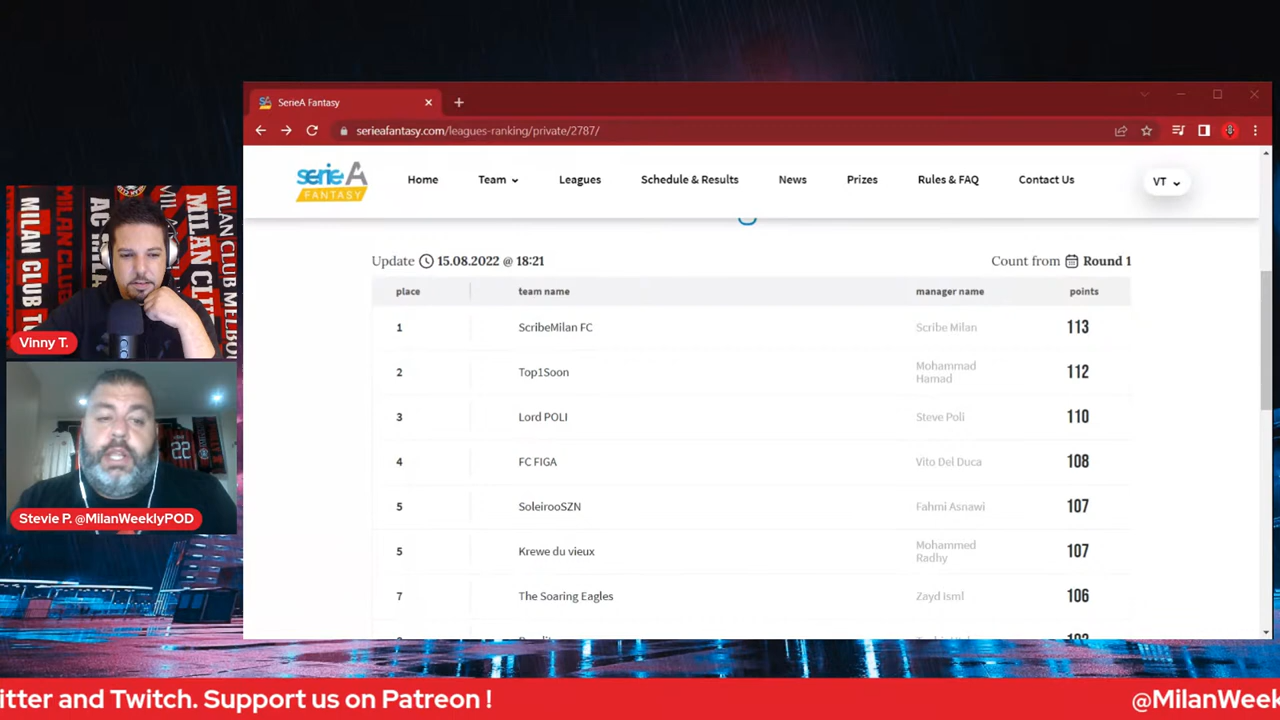 SerieA Fantasy
serieafantasy.com/leagues-ranking/private/2787/
serie A
FANTASY
Home
Team
Leagues
Schedule & Results
News
Prizes
Rules & FAQ
Contact Us
VT
Update 15.08.2022 @ 18:21
Count from Round 1
place team name manager name points
1 ScribeMilan FC Scribe Milan 113
2 Top1Soon Mohammad Hamad 112
3 Lord POLI Steve Poli 110
4 FC FIGA Vito Del Duca 108
5 SoleirooSZN Fahmi Asnawi 107
5 Krewe du vieux Mohammed Radhy 107
7 The Soaring Eagles Zayd Isml 106
MILAN CLUB
AC
MILAN
Vinny T.
22
Stevie P. @MilanWeeklyPOD
itter and Twitch. Support us on Patreon !
@MilanWeek